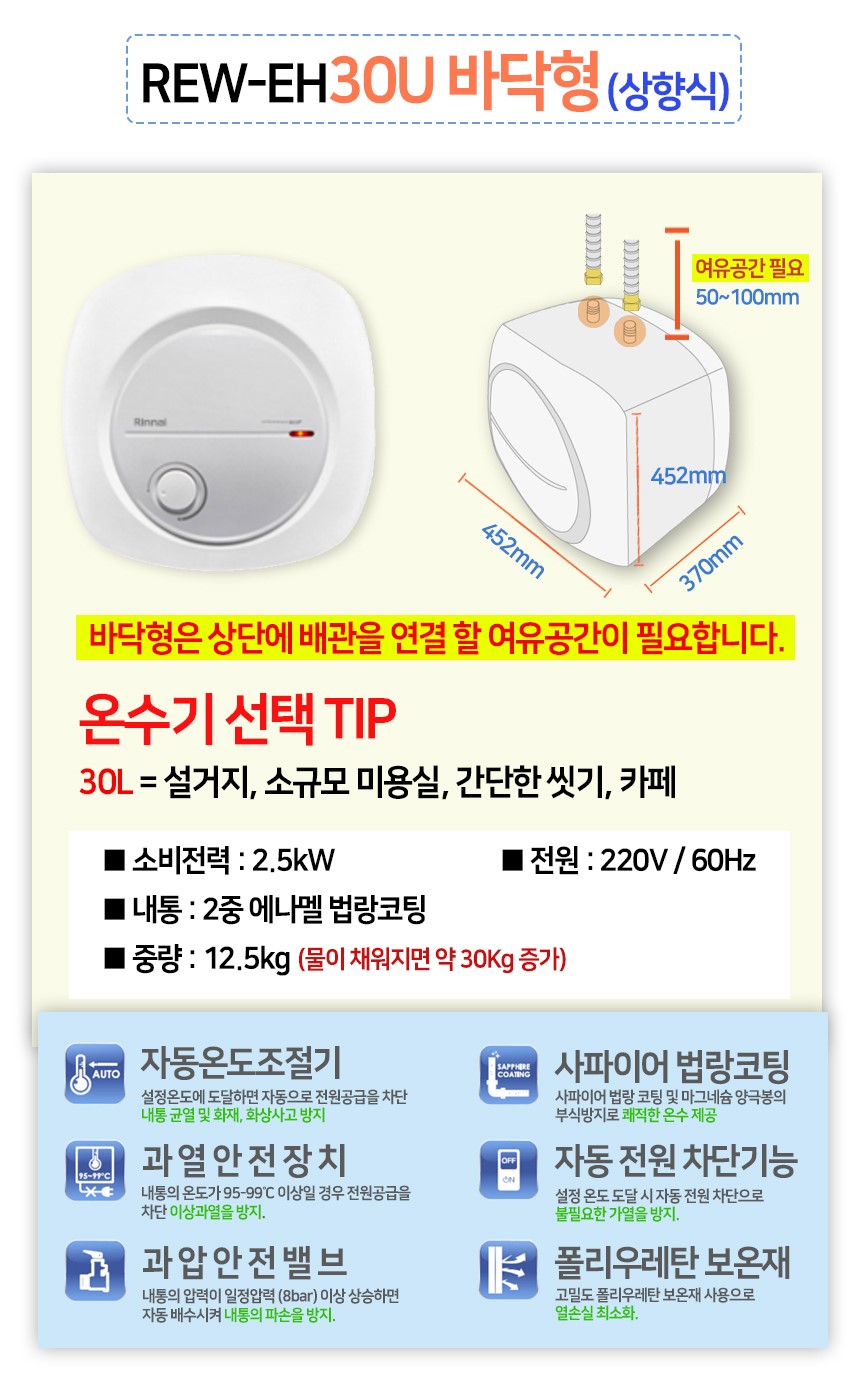 REW-EH30U 바닥형 (상향식)
여유공간 필요
50~100mm
Rinnai
452mm
452mm
370mm
바닥형은 상단에 배관을 연결 할 여유공간이 필요합니다.
온수기 선택 TIP
30L = 설거지, 소규모 미용실, 간단한 씻기, 카페
■ 소비전력 : 2.5kW
■ 전원 : 220V / 60Hz
■ 내통 : 2중 에나멜 법랑코팅
■ 중량 : 12.5kg (물이 채워지면 약 30Kg 증가)
AUTO
자동온도조절기
설정온도에 도달하면 자동으로 전원공급을 차단
내통 균열 및 화재, 화상사고 방지
SAPPHIRE
COATING
사파이어 법랑코팅
사파이어 법랑 코팅 및 마그네슘 양극봉의
부식방지로 쾌적한 온수 제공
95~99℃
과열안전장치
내통의 온도가 95-99℃ 이상일 경우 전원공급을
차단 이상과열을 방지.
OFF
ON
자동 전원 차단기능
설정 온도 도달 시 자동 전원 차단으로
불필요한 가열을 방지.
과압안전밸브
내통의 압력이 일정압력 (8bar) 이상 상승하면
자동 배수시켜 내통의 파손을 방지.
폴리우레탄 보온재
고밀도 폴리우레탄 보온재 사용으로
열손실 최소화.